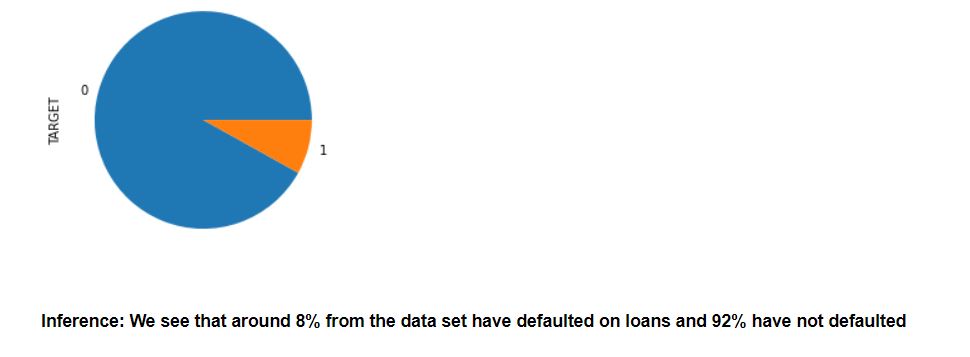 0
TARGET
1
Inference: We see that around 8% from the data set have defaulted on loans and 92% have not defaulted